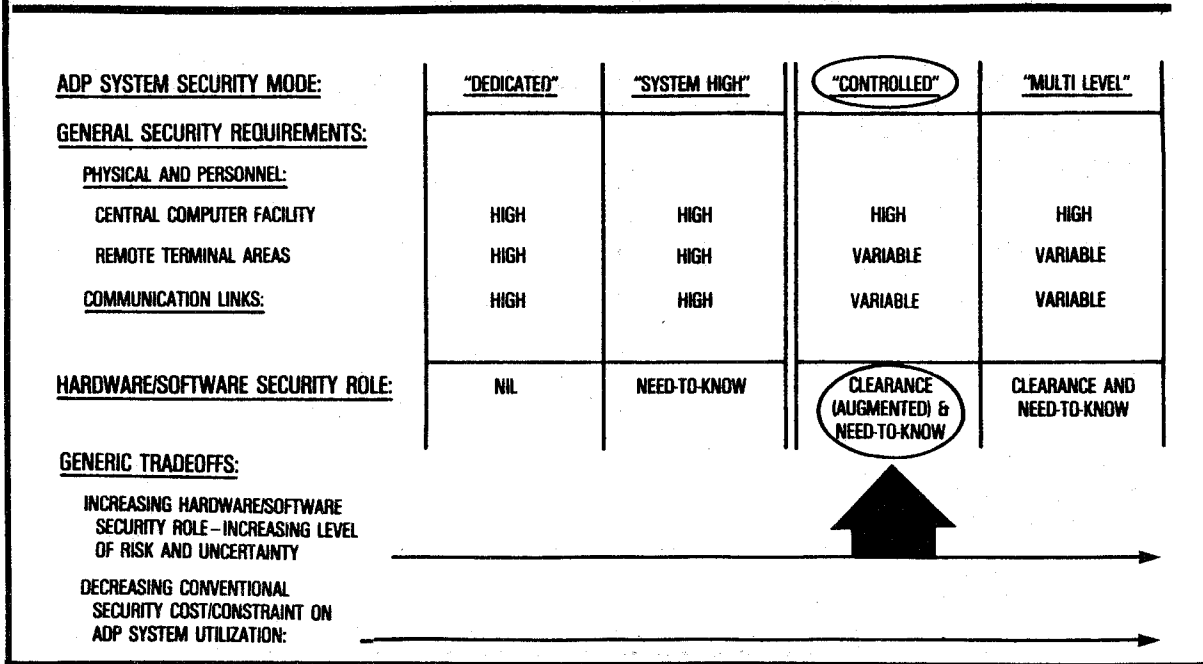 ADP SYSTEM SECURITY MODE: "DEDICATED" "SYSTEM HIGH" "CONTROLLED" "MULTI LEVEL"
GENERAL SECURITY REQUIREMENTS:
PHYSICAL AND PERSONNEL:
CENTRAL COMPUTER FACILITY HIGH HIGH HIGH HIGH
REMOTE TERMINAL AREAS HIGH HIGH VARIABLE VARIABLE
COMMUNICATION LINKS: HIGH HIGH VARIABLE VARIABLE
HARDWARE/SOFTWARE SECURITY ROLE: NIL NEED-TO-KNOW CLEARANCE CLEARANCE AND
(AUGMENTED) & NEED-TO-KNOW
NEED-TO-KNOW
GENERIC TRADEOFFS:
INCREASING HARDWARE/SOFTWARE
SECURITY ROLE–INCREASING LEVEL
OF RISK AND UNCERTAINTY
DECREASING CONVENTIONAL
SECURITY COST/CONSTRAINT ON
ADP SYSTEM UTILIZATION: